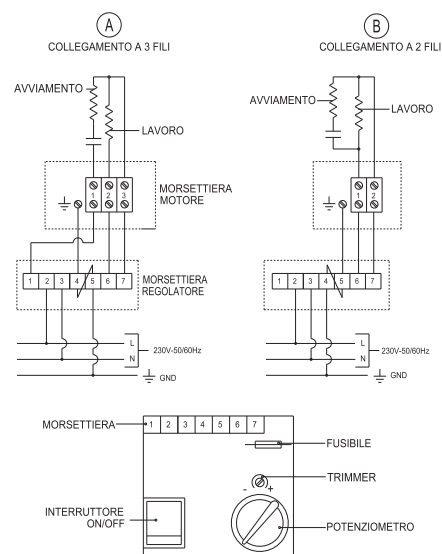 A
B
COLLEGAMENTO A 3 FILI
COLLEGAMENTO A 2 FILI
AVVIAMENTO
LAVORO
AVVIAMENTO
LAVORO
1 2 3
MORSETTIERA
MOTORE
1 2
1 2 3 4 5 6 7
MORSETTIERA
REGOLATORE
1 2 3 4 5 6 7
L
N
230V-50/60Hz
GND
L
N
230V-50/60Hz
GND
MORSETTIERA
1 2 3 4 5 6 7
FUSIBILE
TRIMMER
- +
INTERRUTTORE
ON/OFF
POTENZIOMETRO